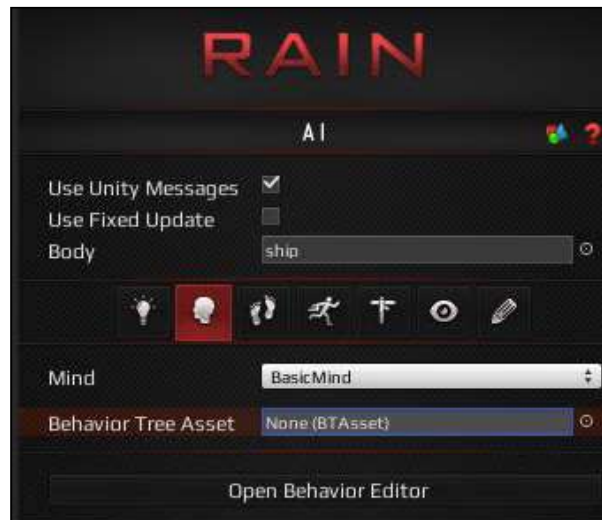 RAIN
AI
?
Use Unity Messages
Use Fixed Update
Body ship
Mind BasicMind
Behavior Tree Asset None (BTAsset)
Open Behavior Editor